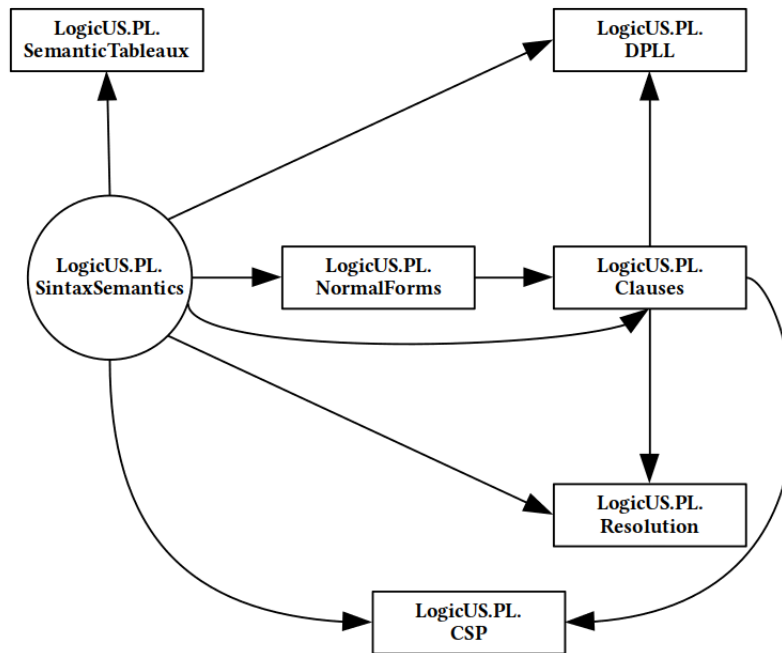 LogicUS.PL.
SemanticTableaux
LogicUS.PL.
DPLL
LogicUS.PL.
SintaxSemantics
LogicUS.PL.
NormalForms
LogicUS.PL.
Clauses
LogicUS.PL.
Resolution
LogicUS.PL.
CSP